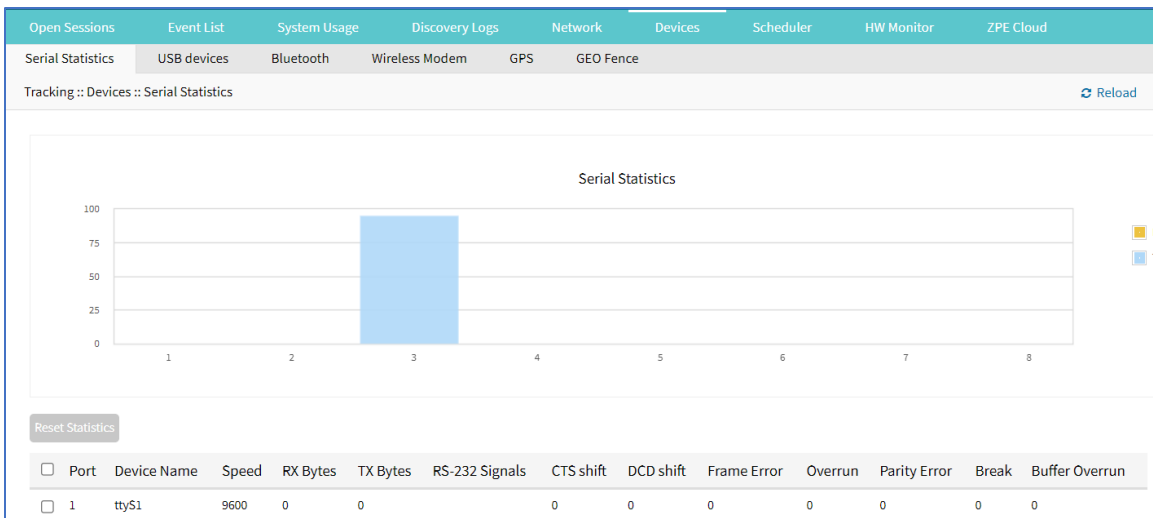 Open Sessions Event List System Usage Discovery Logs Network Devices Scheduler HW Monitor ZPE Cloud
Serial Statistics USB devices Bluetooth Wireless Modem GPS GEO Fence
Tracking :: Devices :: Serial Statistics Reload
Serial Statistics
100
75
50
25
0
1 2 3 4 5 6 7 8
Reset Statistics
Port Device Name Speed RX Bytes TX Bytes RS-232 Signals CTS shift DCD shift Frame Error Overrun Parity Error Break Buffer Overrun
1 ttyS1 9600 0 0 0 0 0 0 0 0 0